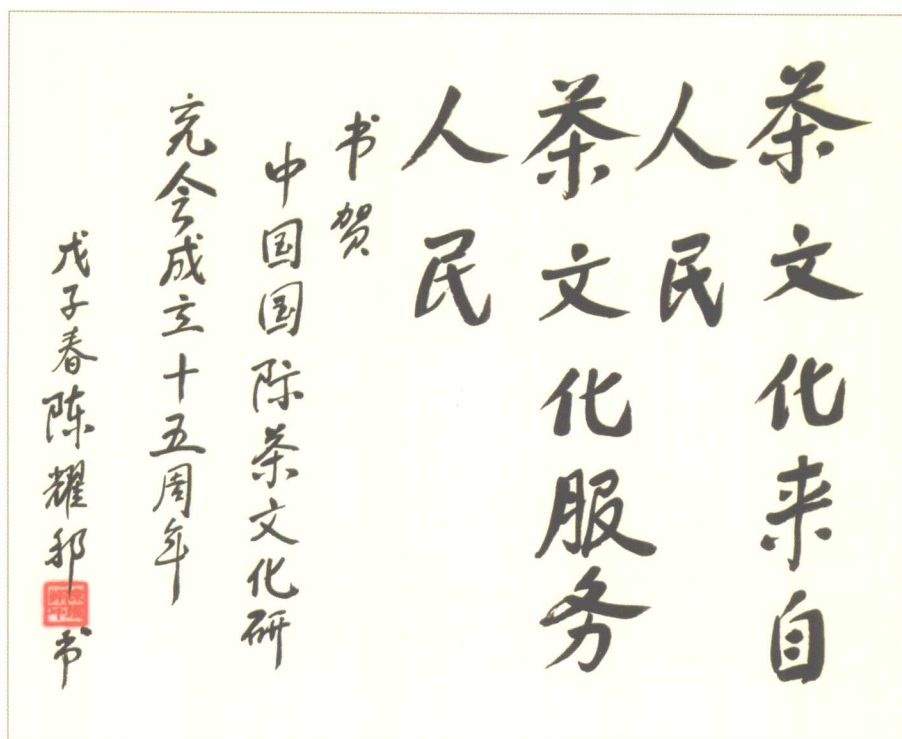 茶文化来自
人民
茶文化服务
人民
书贺
中国国际茶文化研
究会成立十五周年
戊子春陈耀邦书